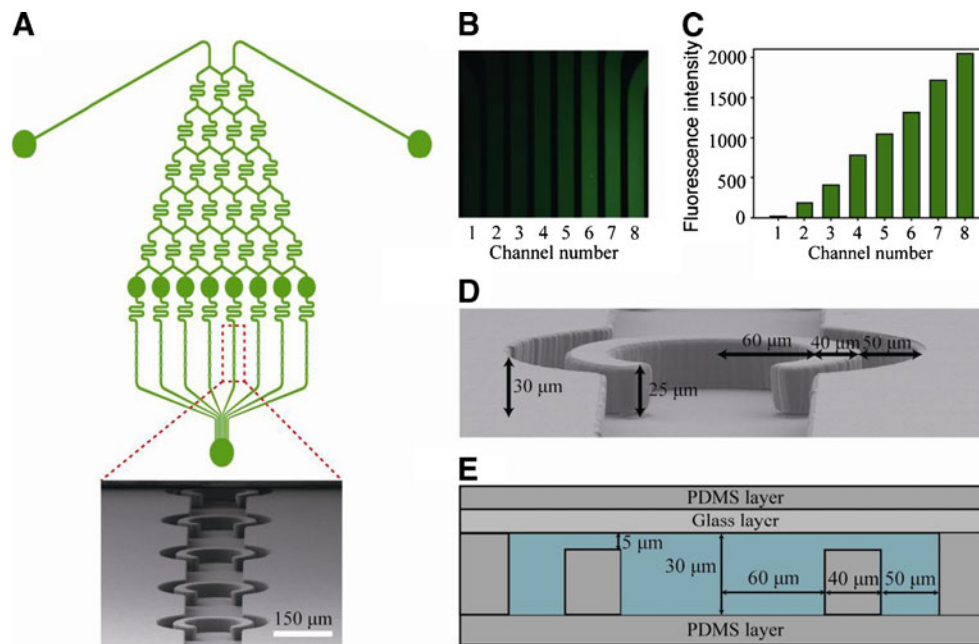 A
150 μm
B
1 2 3 4 5 6 7 8
Channel number
C
Fluorescence intensity
2000
1500
1000
500
0
1 2 3 4 5 6 7 8
Channel number
D
60 μm 40 μm 50 μm
30 μm
25 μm
E
PDMS layer
Glass layer
5 μm
30 μm
60 μm 40 μm 50 μm
PDMS layer